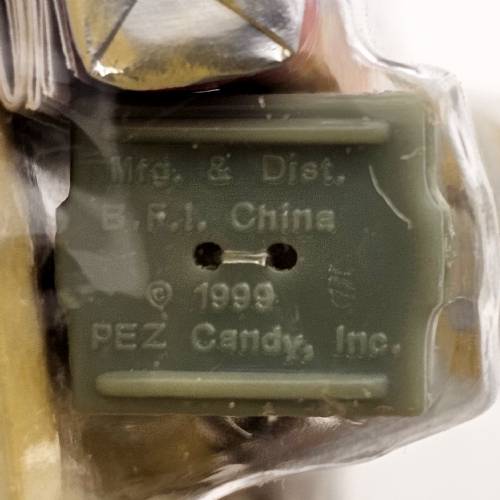 Mfg. & Dist.
B.F.I. China
© 1999
PEZ Candy, Inc.